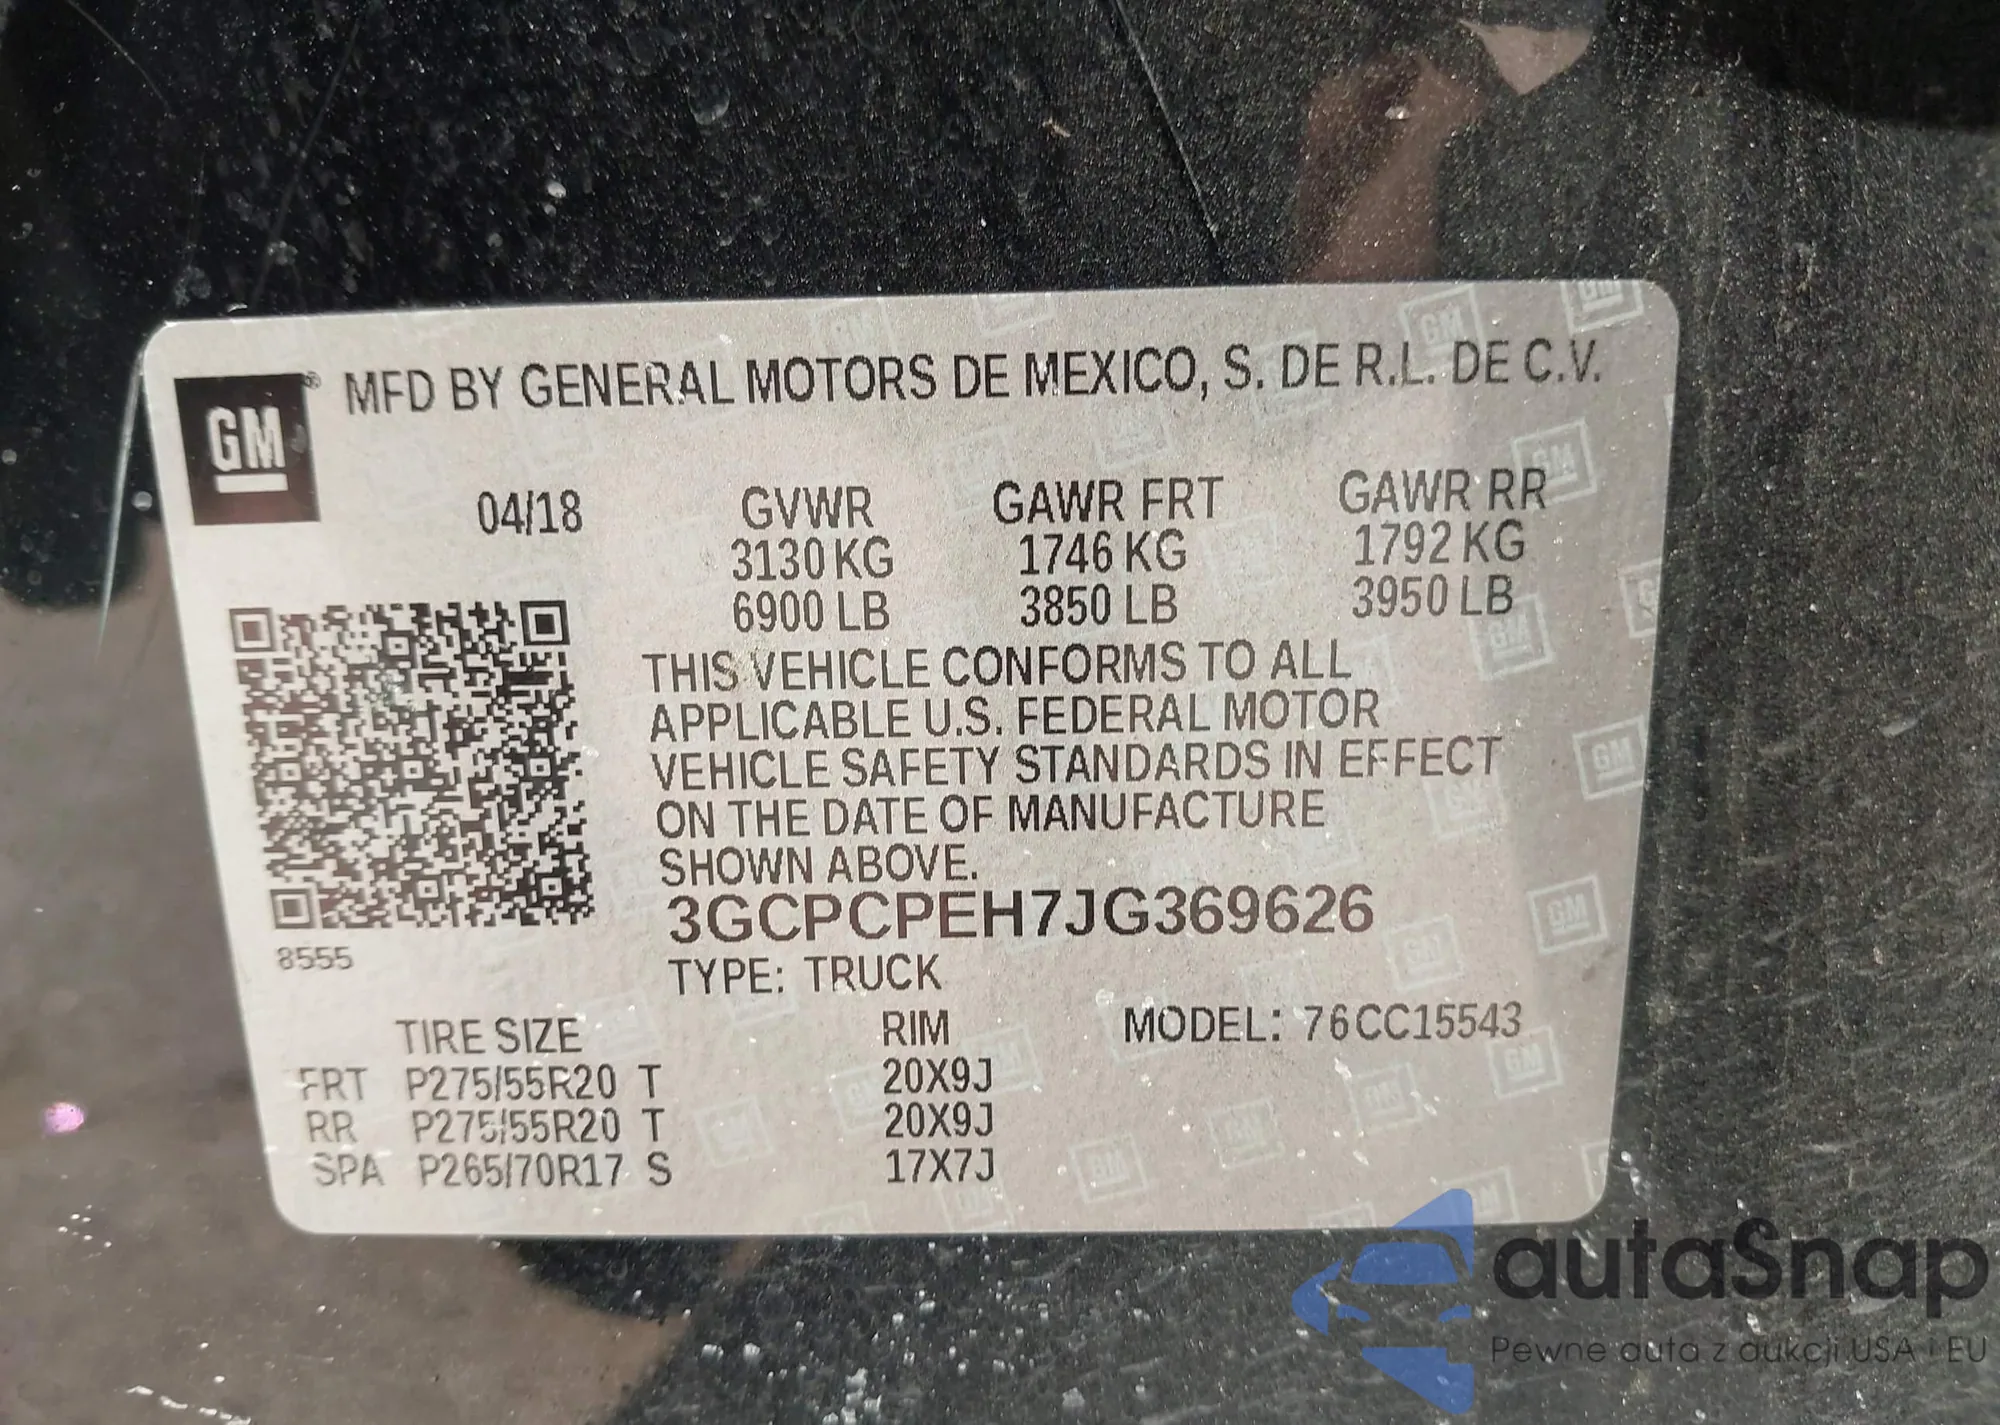 GM® MFD BY GENERAL MOTORS DE MEXICO, S. DE R.L. DE C.V.
04/18 GVWR GAWR FRT GAWR RR
3130 KG 1746 KG 1792 KG
6900 LB 3850 LB 3950 LB
THIS VEHICLE CONFORMS TO ALL
APPLICABLE U.S. FEDERAL MOTOR
VEHICLE SAFETY STANDARDS IN EFFECT
ON THE DATE OF MANUFACTURE
SHOWN ABOVE.
3GCPCPEH7JG369626
8555
TYPE: TRUCK
TIRE SIZE RIM MODEL: 76CC15543
FRT P275/55R20 T 20X9J
RR P275/55R20 T 20X9J
SPA P265/70R17 S 17X7J
autaSnap
Pewne auta z aukcji USA i EU